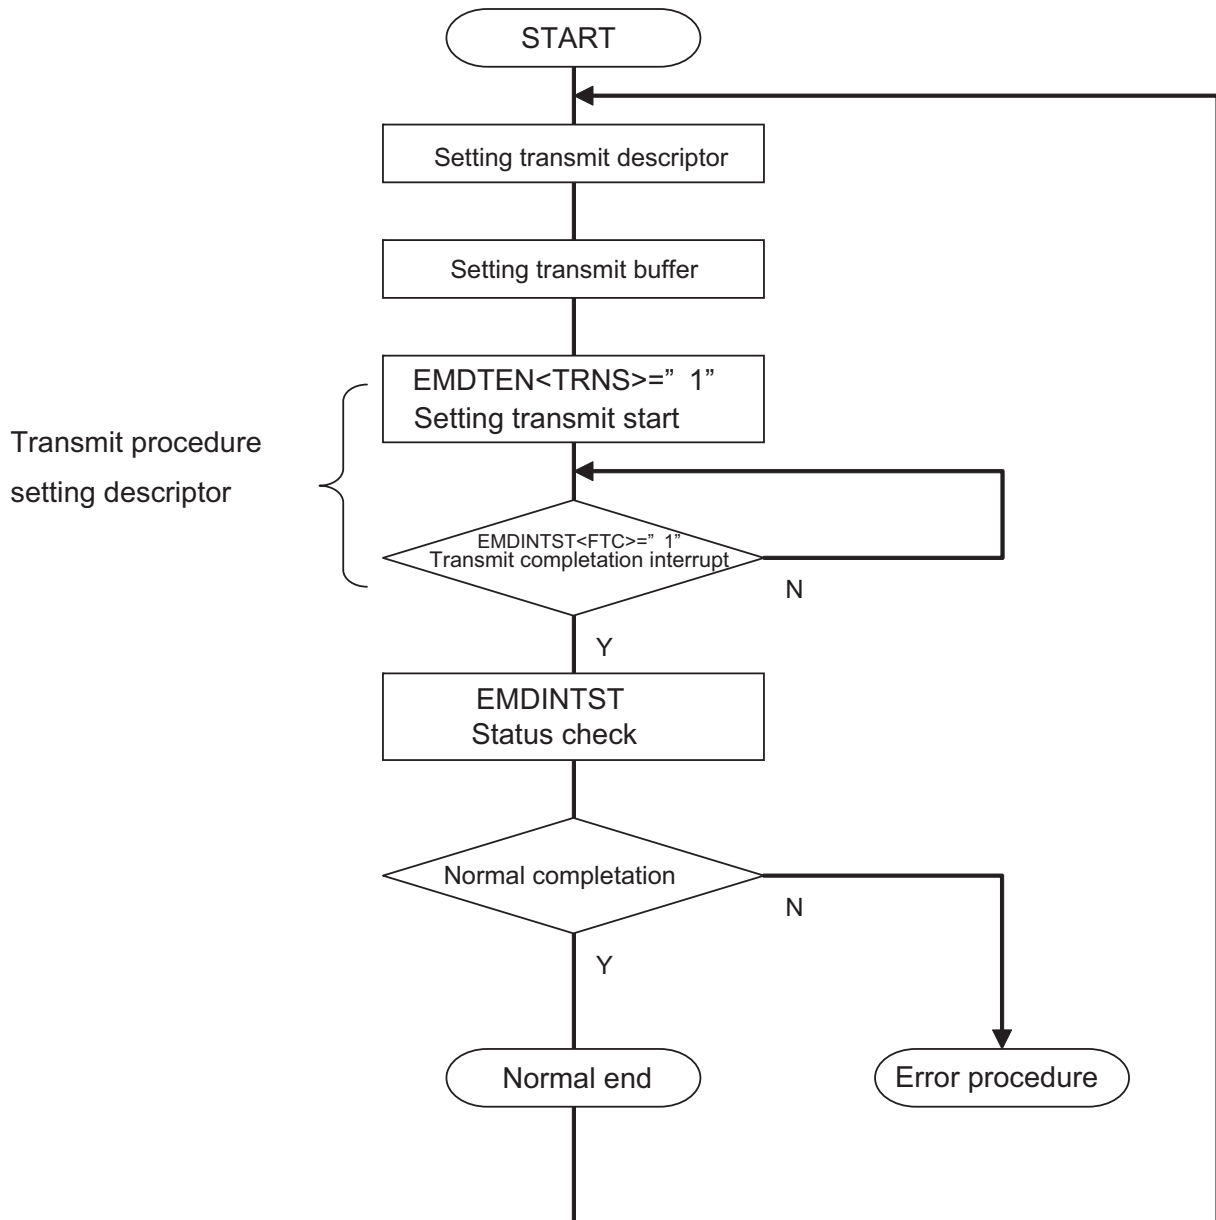 START
Setting transmit descriptor
Setting transmit buffer
EMDTEN<TRNS>=” 1”
Setting transmit start
Transmit procedure
setting descriptor
EMDINTST<FTC>=” 1”
Transmit completion interrupt
N
Y
EMDINTST
Status check
Normal completation
N
Y
Normal end
Error procedure